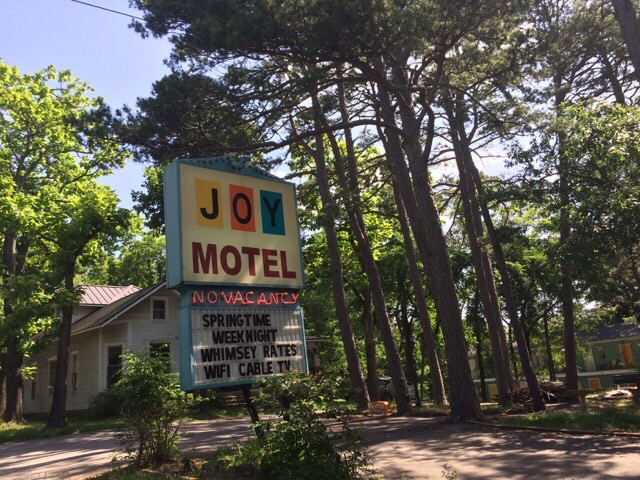 JOY
MOTEL
NO VACANCY
SPRINGTIME
WEEKNIGHT
WHIMSEY RATES
WIFI CABLE TV